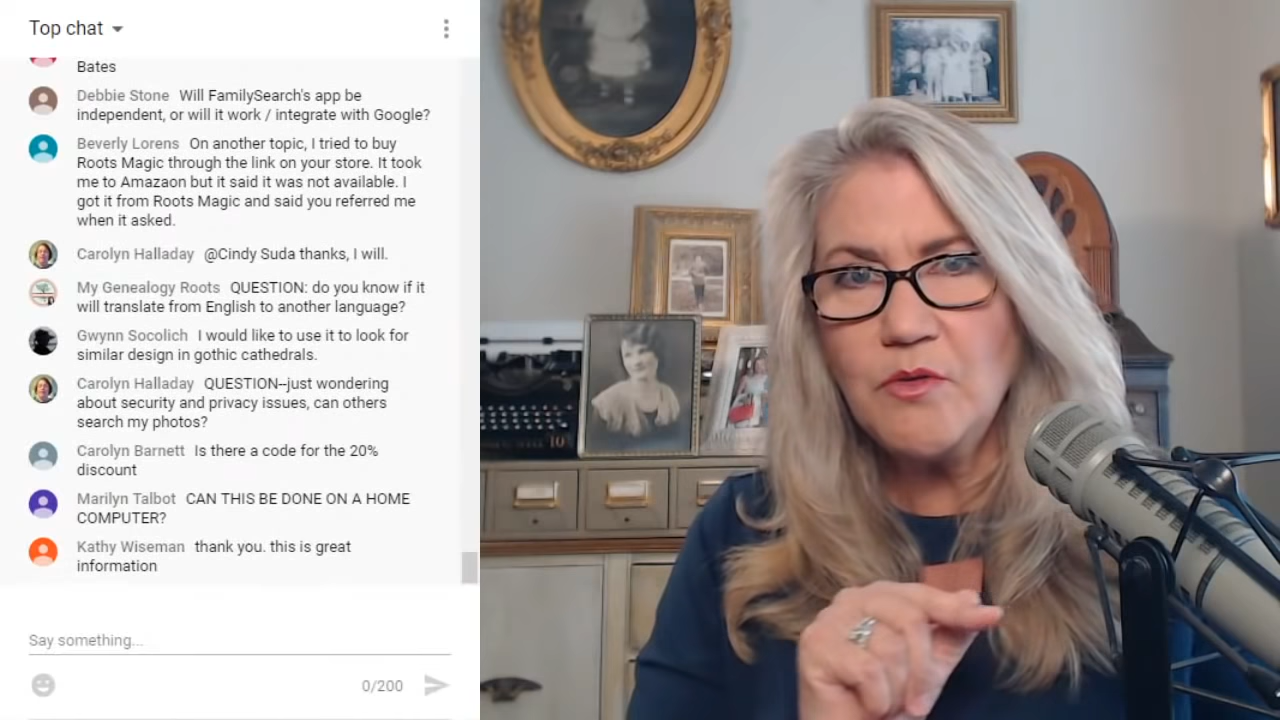 Top chat
Bates
Debbie Stone Will FamilySearch's app be
independent, or will it work / integrate with Google?
Beverly Lorens On another topic, I tried to buy
Roots Magic through the link on your store. It took
me to Amazaon but it said it was not available. I
got it from Roots Magic and said you referred me
when it asked.
Carolyn Halladay @Cindy Suda thanks, I will.
My Genealogy Roots QUESTION: do you know if it
will translate from English to another language?
Gwynn Socolich I would like to use it to look for
similar design in gothic cathedrals.
Carolyn Halladay QUESTION--just wondering
about security and privacy issues, can others
search my photos?
Carolyn Barnett Is there a code for the 20%
discount
Marilyn Talbot CAN THIS BE DONE ON A HOME
COMPUTER?
Kathy Wiseman thank you. this is great
information
Say something...
0/200
10